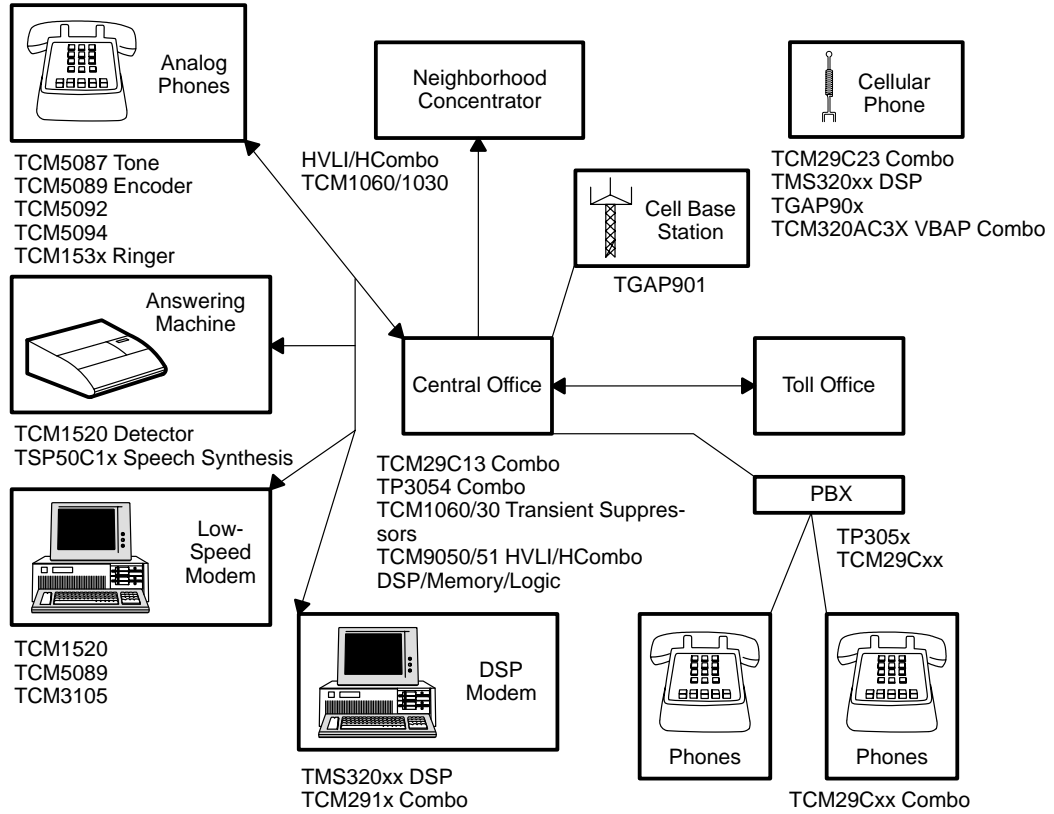 Analog
Phones
TCM5087 Tone
TCM5089 Encoder
TCM5092
TCM5094
TCM153x Ringer
Neighborhood
Concentrator
HVLI/HCombo
TCM1060/1030
Cellular
Phone
TCM29C23 Combo
TMS320xx DSP
TGAP90x
TCM320AC3X VBAP Combo
Cell Base
Station
TGAP901
Answering
Machine
TCM1520 Detector
TSP50C1x Speech Synthesis
Central Office
Toll Office
TCM29C13 Combo
TP3054 Combo
TCM1060/30 Transient Suppres-
sors
TCM9050/51 HVLI/HCombo
DSP/Memory/Logic
PBX
TP305x
TCM29Cxx
Low-
Speed
Modem
TCM1520
TCM5089
TCM3105
DSP
Modem
TMS320xx DSP
TCM291x Combo
Phones
Phones
TCM29Cxx Combo